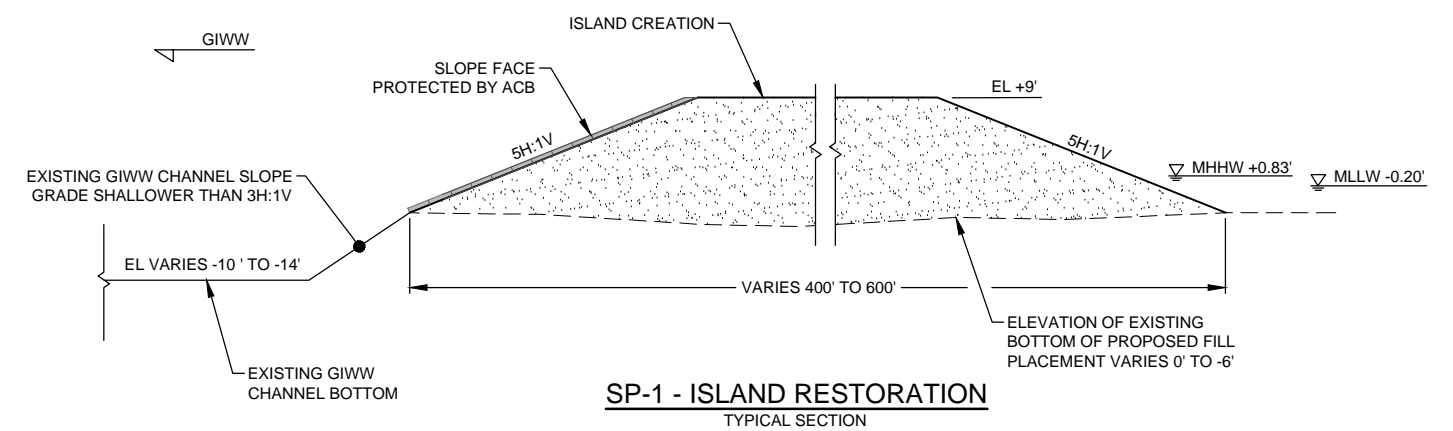 GIWW
ISLAND CREATION
SLOPE FACE
PROTECTED BY ACB
EL +9'
5H:1V
5H:1V
MHHW +0.83'
MLLW -0.20'
EXISTING GIWW CHANNEL SLOPE
GRADE SHALLOWER THAN 3H:1V
EL VARIES -10 ' TO -14'
VARIES 400' TO 600'
ELEVATION OF EXISTING
BOTTOM OF PROPOSED FILL
PLACEMENT VARIES 0' TO -6'
EXISTING GIWW
CHANNEL BOTTOM
SP-1 - ISLAND RESTORATION
TYPICAL SECTION